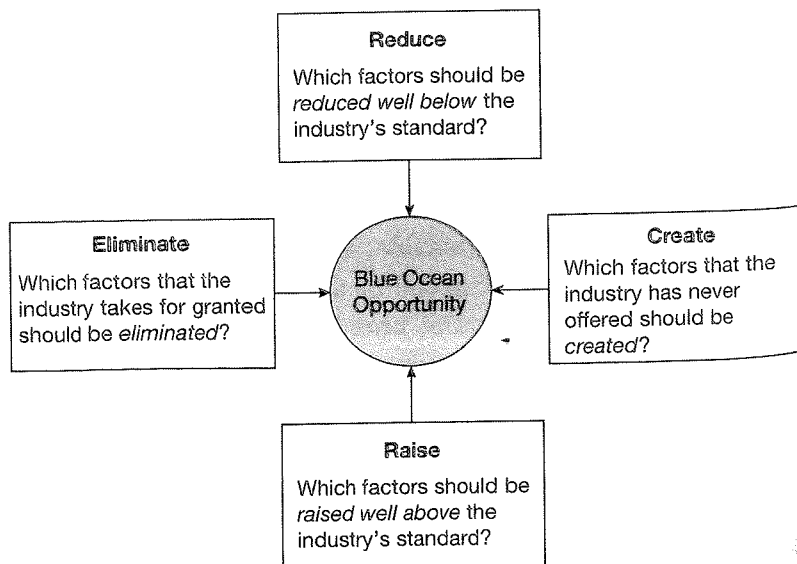 Reduce
Which factors should be
reduced well below the
industry's standard?
Eliminate
Which factors that the
industry takes for granted
should be eliminated?
Blue Ocean
Opportunity
Create
Which factors that the
industry has never
offered should be
created?
Raise
Which factors should be
raised well above the
industry's standard?